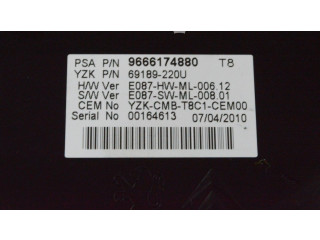 PSA P/N 9666174880 T8
YZK P/N 69189-220U
H/W Ver E087-HW-ML-006.12
S/W Ver E087-SW-ML-008.01
CEM No YZK-CMB-T8C1-CEM00
Serial No 00164613 07/04/2010